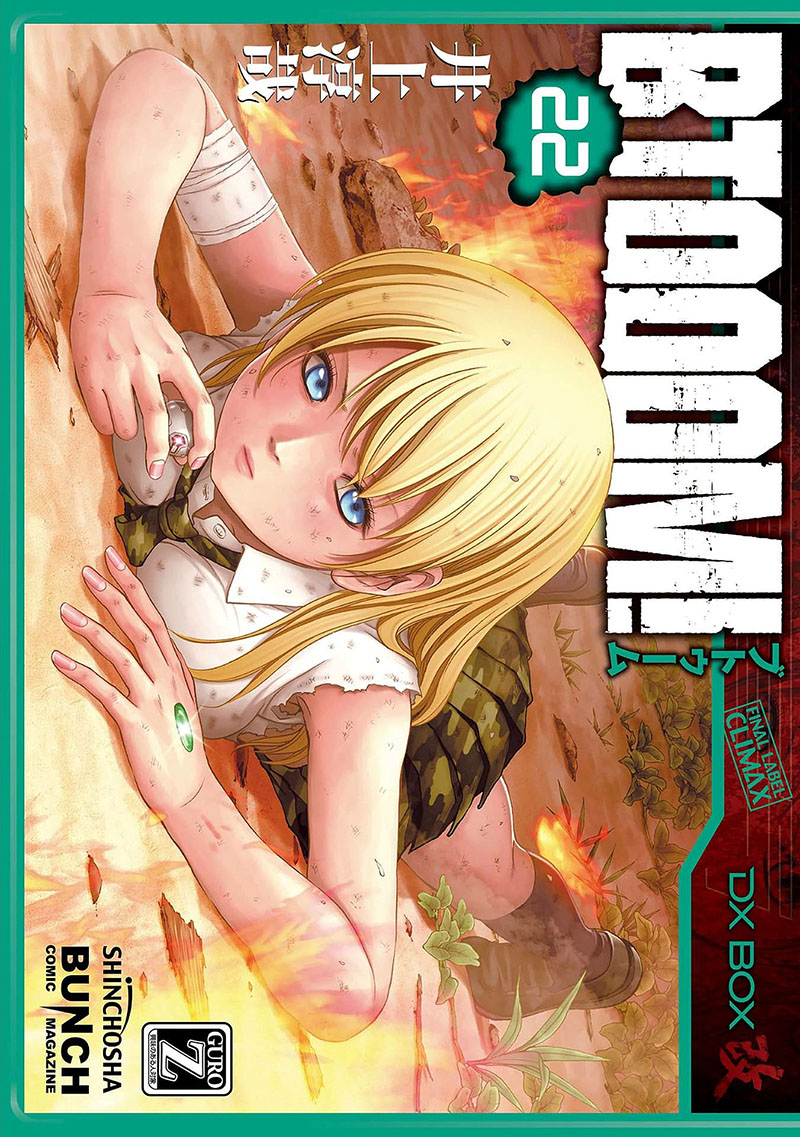 BTOOOM!
ブトゥーム
22
井上淳哉
FINAL LABEL
CLIMAX
DX BOX 改
SHINCHOSHA
BUNCH
COMIC MAGAZINE
GURO
Z